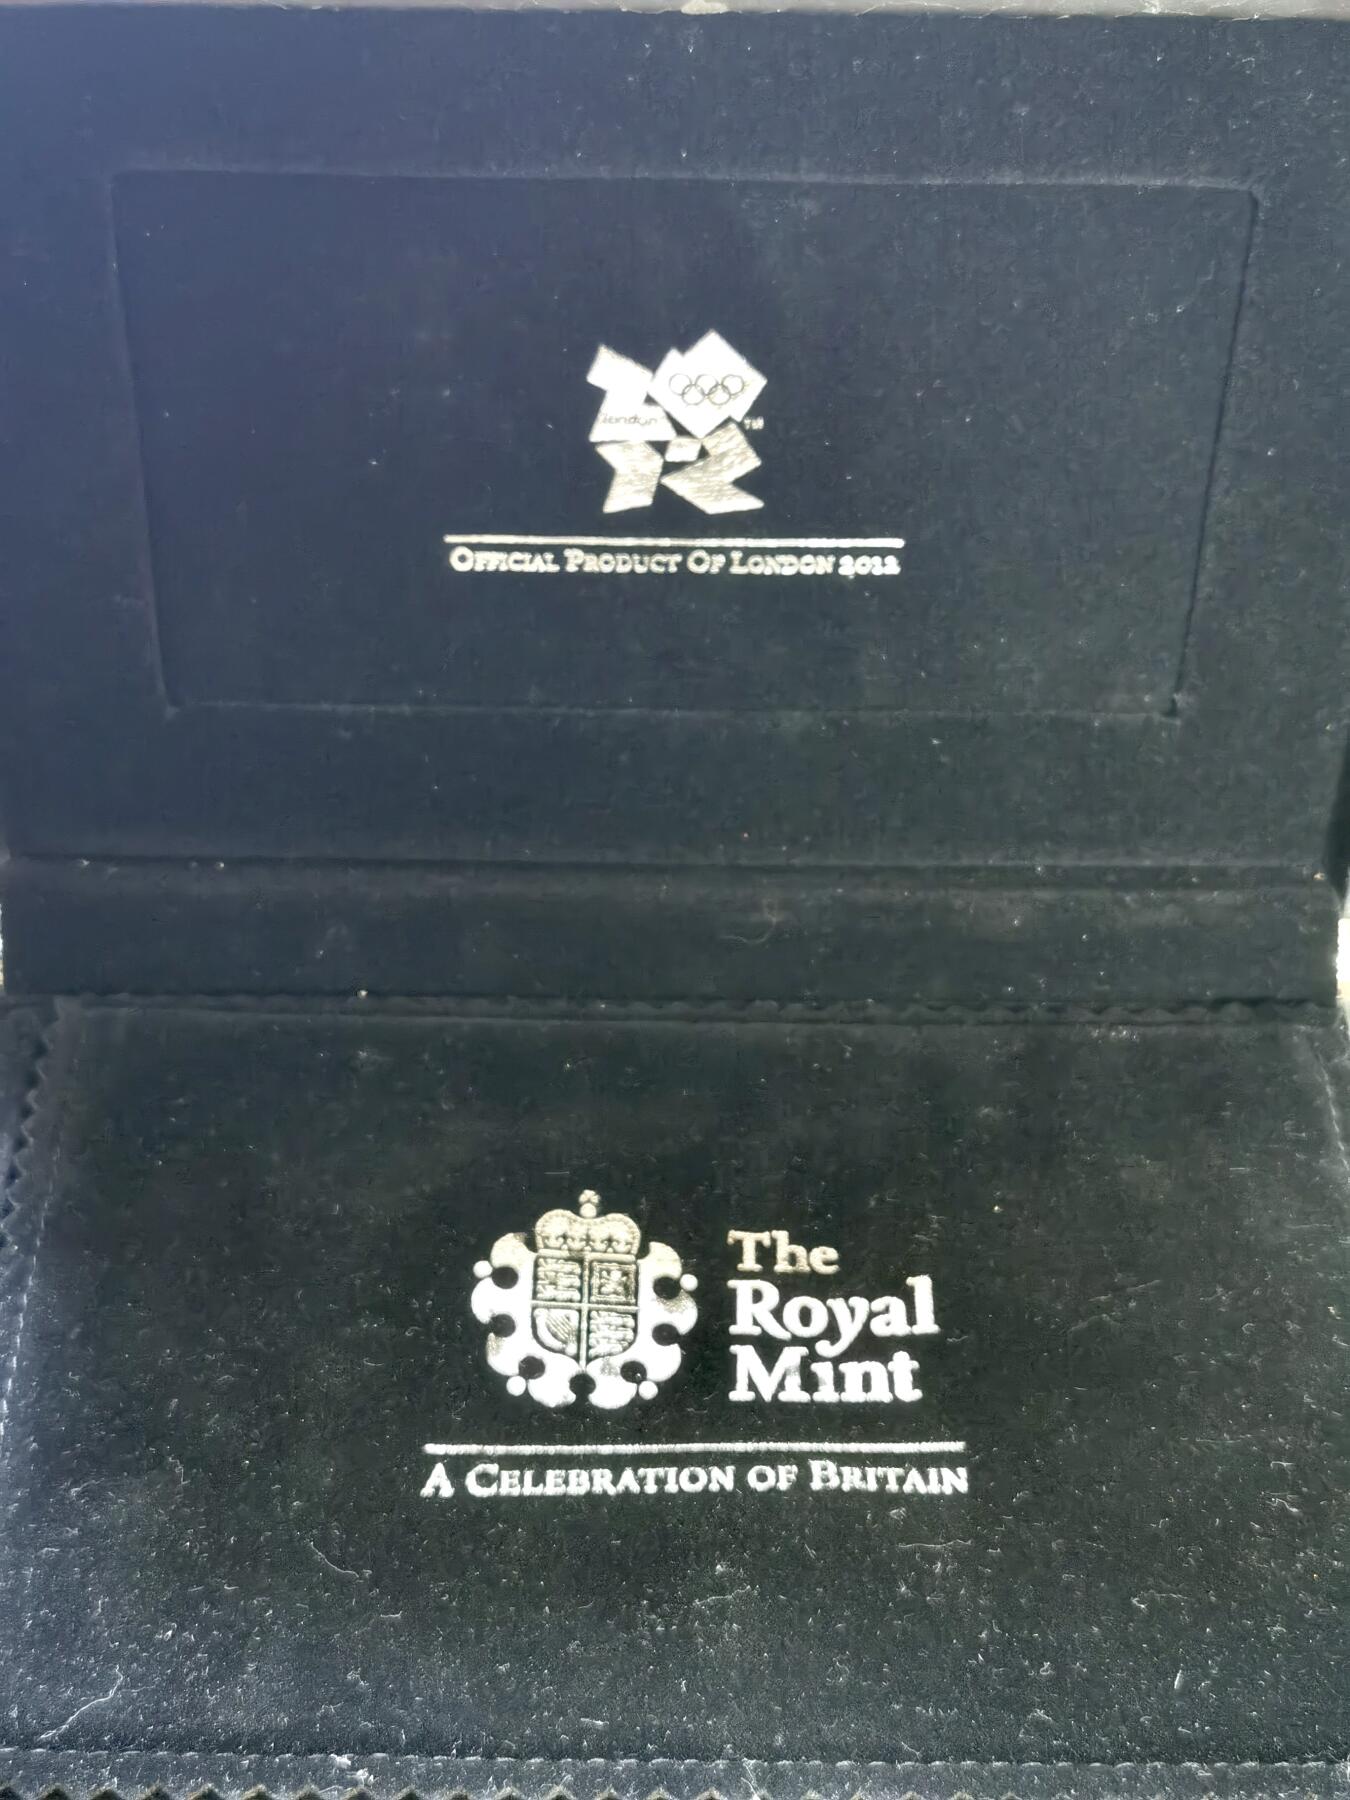 london
TM
OFFICIAL PRODUCT OF LONDON 2012
The
Royal
Mint
A CELEBRATION OF BRITAIN